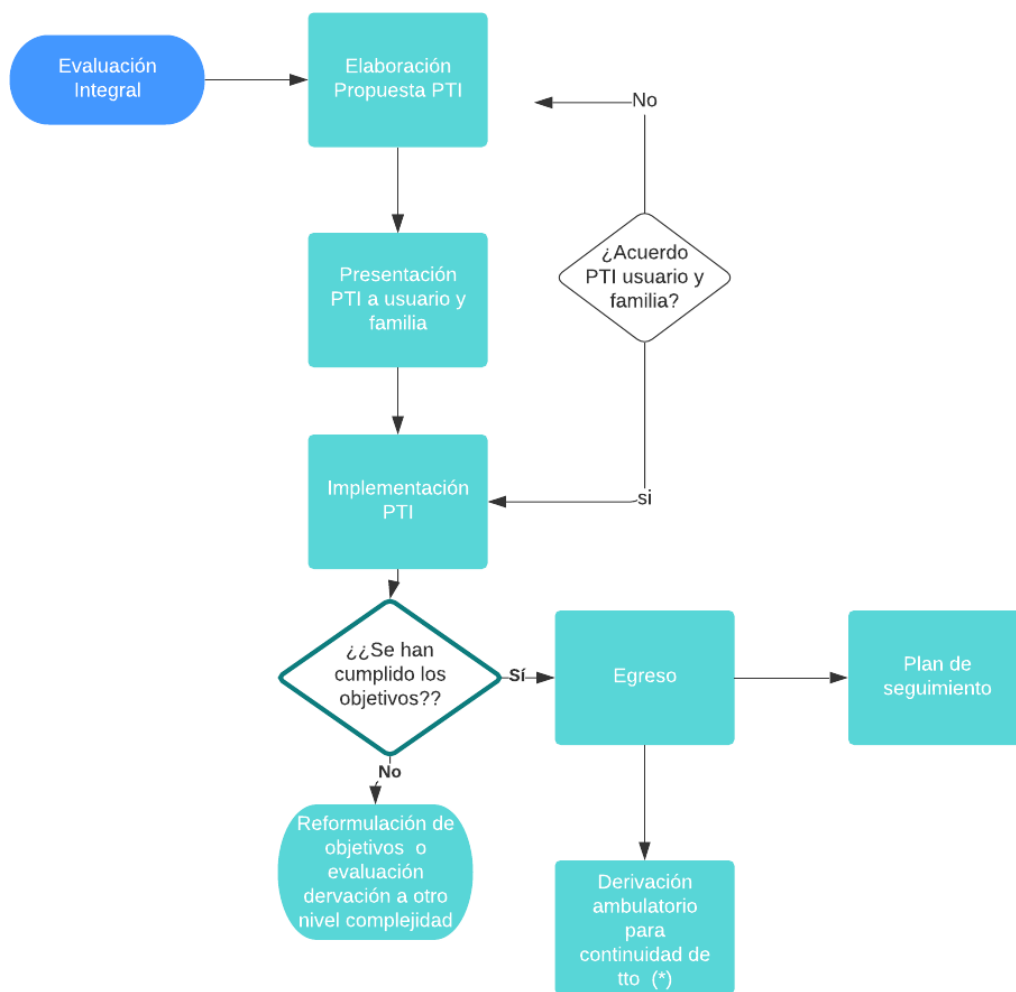 Evaluación
Integral
Elaboración
Propuesta PTI
No
¿Acuerdo
PTI usuario y
familia?
Presentación
PTI a usuario y
familia
Implementación
PTI
si
¿¿Se han
cumplido los
objetivos??
Sí
Egreso
Plan de
seguimiento
No
Reformulación de
objetivos o
evaluación
dervación a otro
nivel complejidad
Derivación
ambulatorio
para
continuidad de
tto (*)